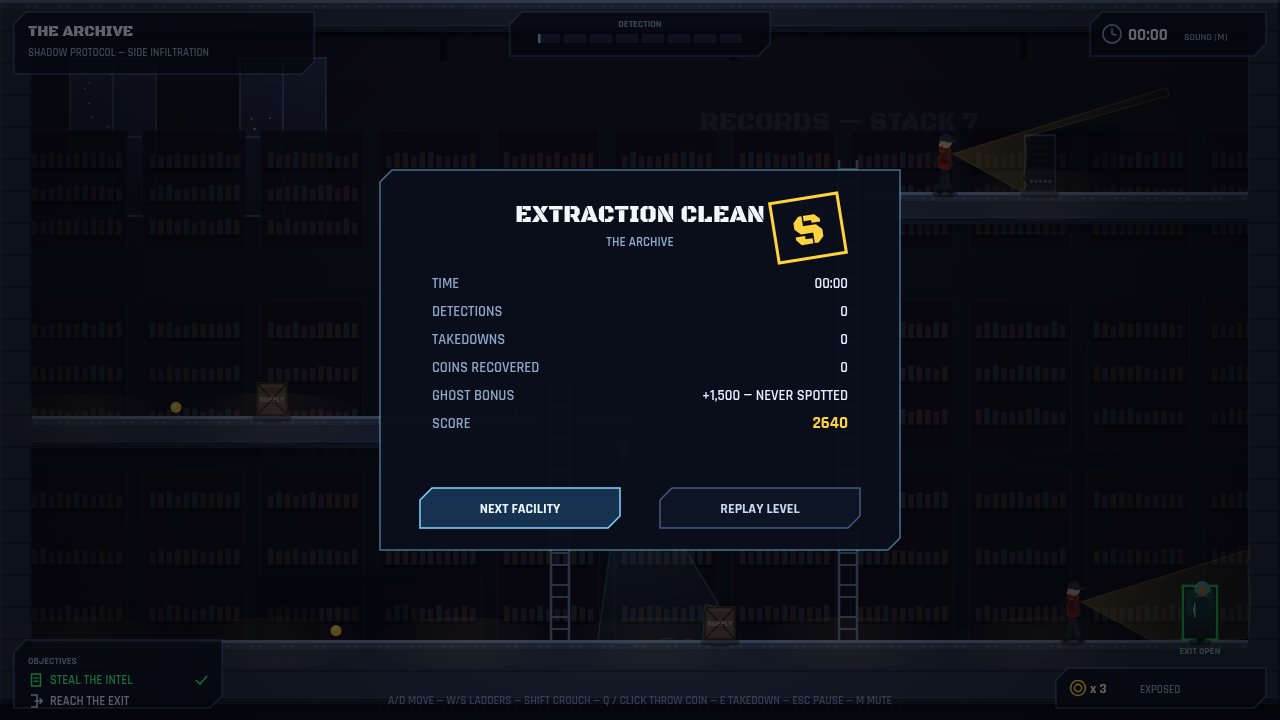 THE ARCHIVE
SHADOW PROTOCOL — SIDE INFILTRATION
DETECTION
00:00 SOUND (M)
RECORDS — STACK 7
EXTRACTION CLEAN
S
THE ARCHIVE
TIME 00:00
DETECTIONS 0
TAKEDOWNS 0
COINS RECOVERED 0
GHOST BONUS +1,500 — NEVER SPOTTED
SCORE 2640
NEXT FACILITY
REPLAY LEVEL
SUPPLY
SUPPLY
EXIT OPEN
OBJECTIVES
STEAL THE INTEL
REACH THE EXIT
A/D MOVE — W/S LADDERS — SHIFT CROUCH — Q / CLICK THROW COIN — E TAKEDOWN — ESC PAUSE — M MUTE
x 3 EXPOSED